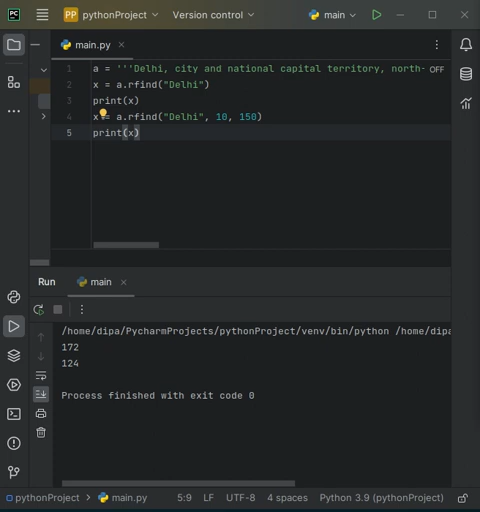 PC PP pythonProject Version control main
main.py
1 a = '''Delhi, city and national capital territory, north- OFF
2 x = a.rfind("Delhi")
3 print(x)
4 x = a.rfind("Delhi", 10, 150)
5 print(x)
Run main
/home/dipa/PycharmProjects/pythonProject/venv/bin/python /home/dipa
172
124
Process finished with exit code 0
pythonProject > main.py 5:9 LF UTF-8 4 spaces Python 3.9 (pythonProject)